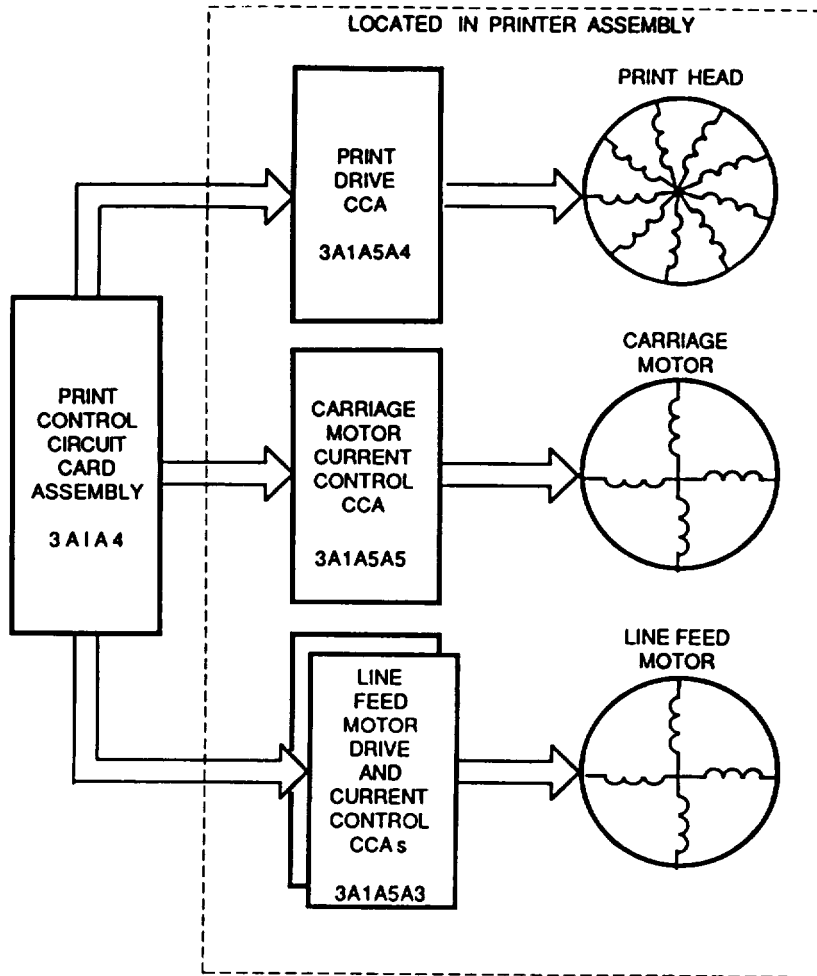 LOCATED IN PRINTER ASSEMBLY
PRINT HEAD
PRINT
DRIVE
CCA
3A1A5A4
PRINT
CONTROL
CIRCUIT
CARD
ASSEMBLY
3A1A4
CARRIAGE
MOTOR
CURRENT
CONTROL
CCA
3A1A5A5
CARRIAGE
MOTOR
LINE
FEED
MOTOR
DRIVE
AND
CURRENT
CONTROL
CCAs
3A1A5A3
LINE FEED
MOTOR